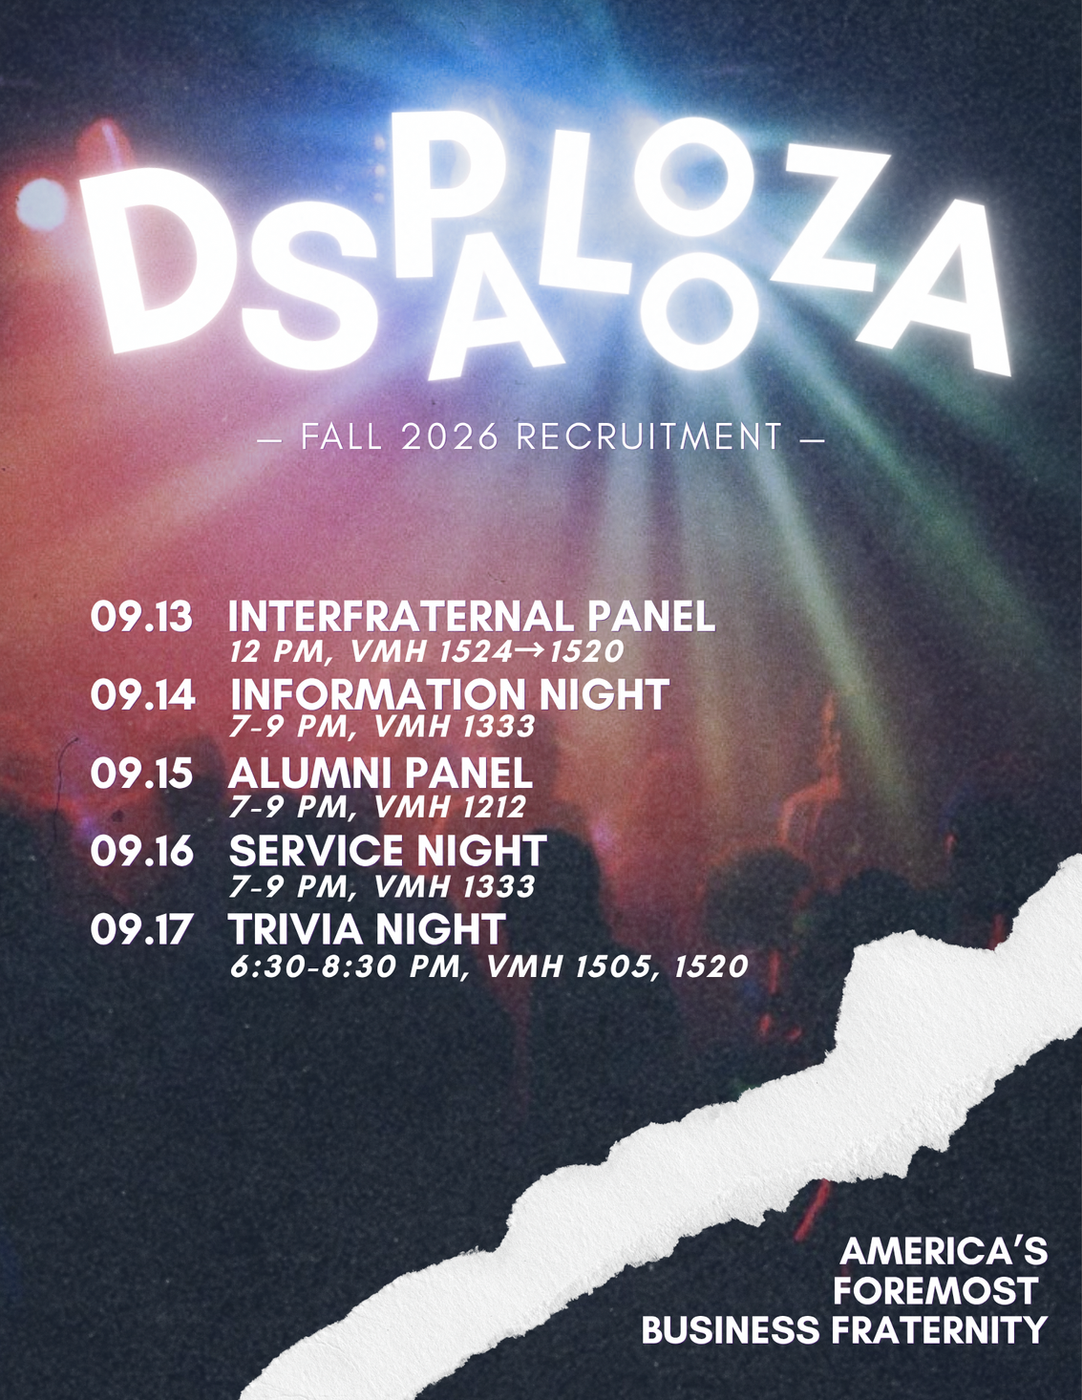 DSPALOOZA
— FALL 2026 RECRUITMENT —
09.13 INTERFRATERNAL PANEL
12 PM, VMH 1524→1520
09.14 INFORMATION NIGHT
7-9 PM, VMH 1333
09.15 ALUMNI PANEL
7-9 PM, VMH 1212
09.16 SERVICE NIGHT
7-9 PM, VMH 1333
09.17 TRIVIA NIGHT
6:30-8:30 PM, VMH 1505, 1520
AMERICA’S
FOREMOST
BUSINESS FRATERNITY